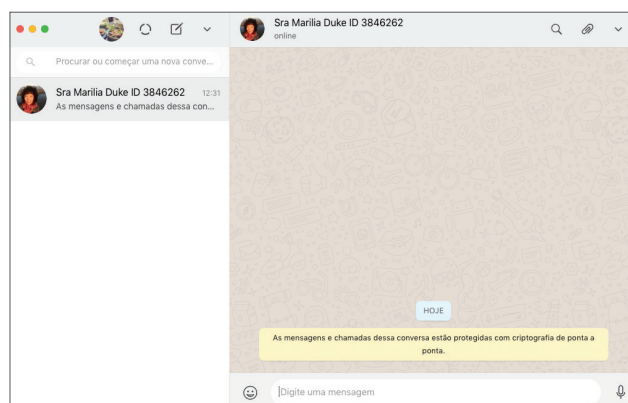 Procurar ou começar uma nova conve...
Sra Marilia Duke ID 3846262 12:31
As mensagens e chamadas dessa con...
Sra Marilia Duke ID 3846262
online
HOJE
As mensagens e chamadas dessa conversa estão protegidas com criptografia de ponta a
ponta.
Digite uma mensagem